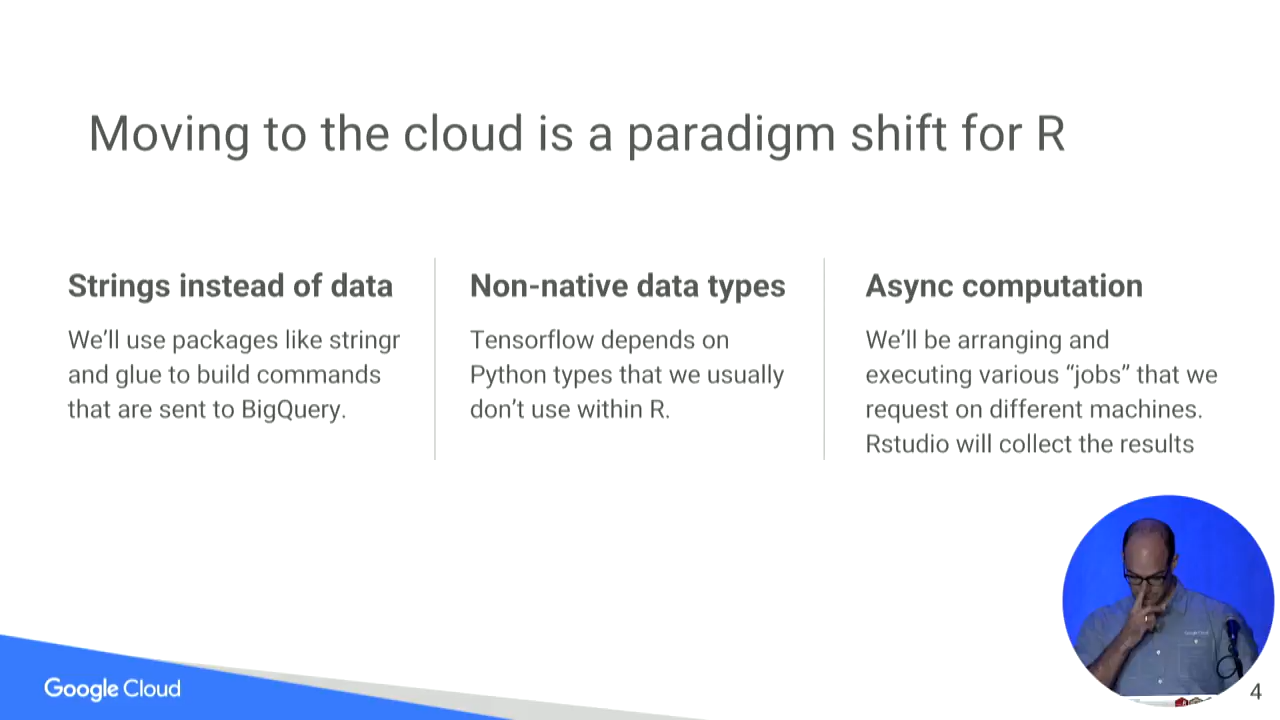 Moving to the cloud is a paradigm shift for R
Strings instead of data
We’ll use packages like stringr
and glue to build commands
that are sent to BigQuery.
Non-native data types
Tensorflow depends on
Python types that we usually
don’t use within R.
Async computation
We’ll be arranging and
executing various “jobs” that we
request on different machines.
Rstudio will collect the results
Google Cloud
Google Cloud
4